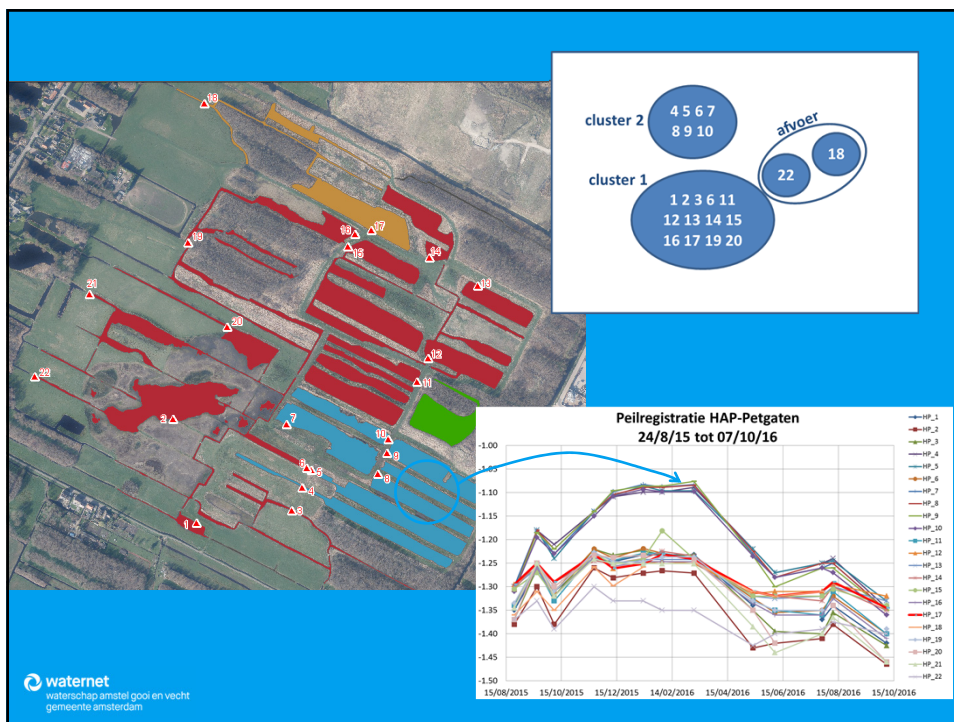 18
19
16
17
15
14
13
21
20
12
22
11
2
7
10
9
6
5
8
4
3
1
cluster 2
4 5 6 7
8 9 10
afvoer
18
22
cluster 1
1 2 3 6 11
12 13 14 15
16 17 19 20
Peilregistratie HAP-Petgaten
24/8/15 tot 07/10/16
-1.00
-1.05
-1.10
-1.15
-1.20
-1.25
-1.30
-1.35
-1.40
-1.45
-1.50
15/08/2015 15/10/2015 15/12/2015 14/02/2016 15/04/2016 15/06/2016 15/08/2016 15/10/2016
HP_1
HP_2
HP_3
HP_4
HP_5
HP_6
HP_7
HP_8
HP_9
HP_10
HP_11
HP_12
HP_13
HP_14
HP_15
HP_16
HP_17
HP_18
HP_19
HP_20
HP_21
HP_22
waternet
waterschap amstel gooi en vecht
gemeente amsterdam